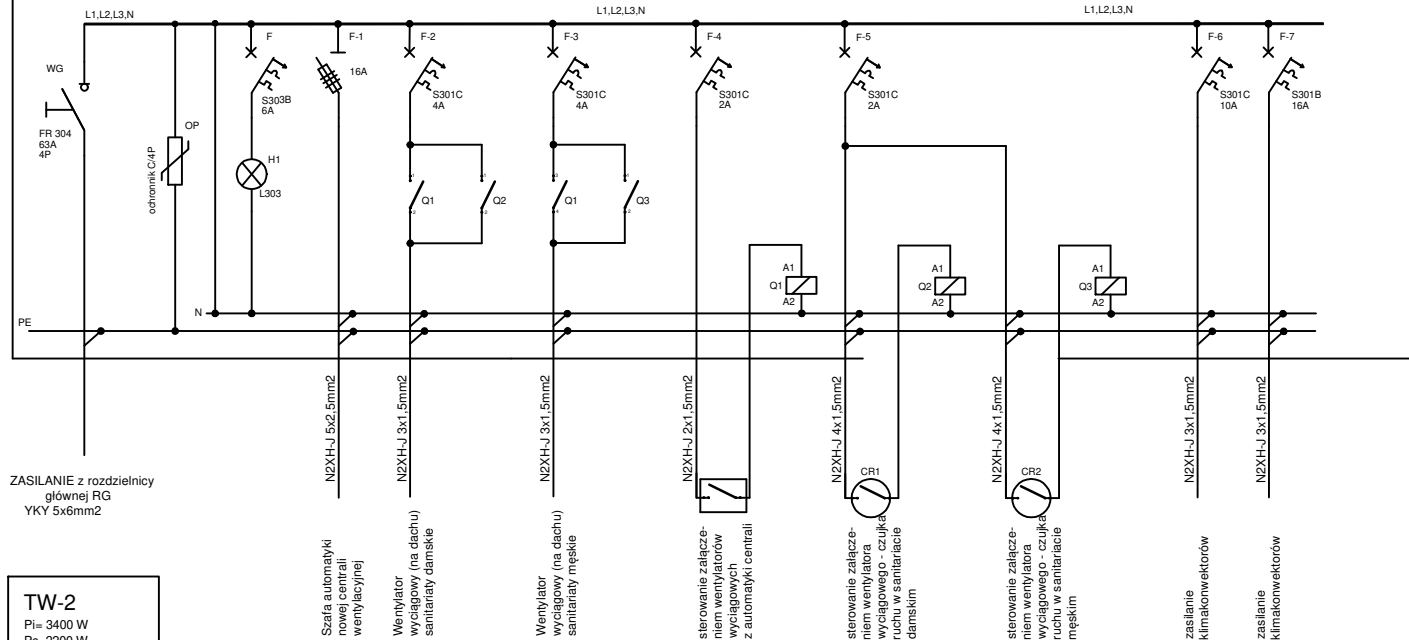 L1,L2,L3,N
L1,L2,L3,N
L1,L2,L3,N
WG
FR 304
63A
4P
OP
ochronnik C/4P
F
S303B
6A
H1
L303
F-1
16A
F-2
S301C
4A
Q1
Q2
F-3
S301C
4A
Q1
Q3
F-4
S301C
2A
F-5
S301C
2A
F-6
S301C
10A
F-7
S301B
16A
A1
Q1
A2
A1
Q2
A2
A1
Q3
A2
N
PE
N2XH-J 5x2,5mm2
N2XH-J 3x1,5mm2
N2XH-J 3x1,5mm2
N2XH-J 2x1,5mm2
N2XH-J 4x1,5mm2
N2XH-J 4x1,5mm2
N2XH-J 3x1,5mm2
N2XH-J 3x1,5mm2
CR1
CR2
ZASILANIE z rozdzielnicy
głównej RG
YKY 5x6mm2
Szafa automatyki
nowej centrali
wentylacyjnej
Wentylator
wyciągowy (na dachu)
sanitariaty damskie
Wentylator
wyciągowy (na dachu)
sanitariaty męskie
sterowanie załącze-
niem wentylatorów
wyciągowych
z automatyki centrali
sterowanie załącze-
niem wentylatora
wyciągowego - czujka
ruchu w sanitariacie
damskim
sterowanie załącze-
niem wentylatora
wyciągowego - czujka
ruchu w sanitariacie
męskim
zasilanie
klimakonwektorów
zasilanie
klimakonwektorów
TW-2
Pi= 3400 W